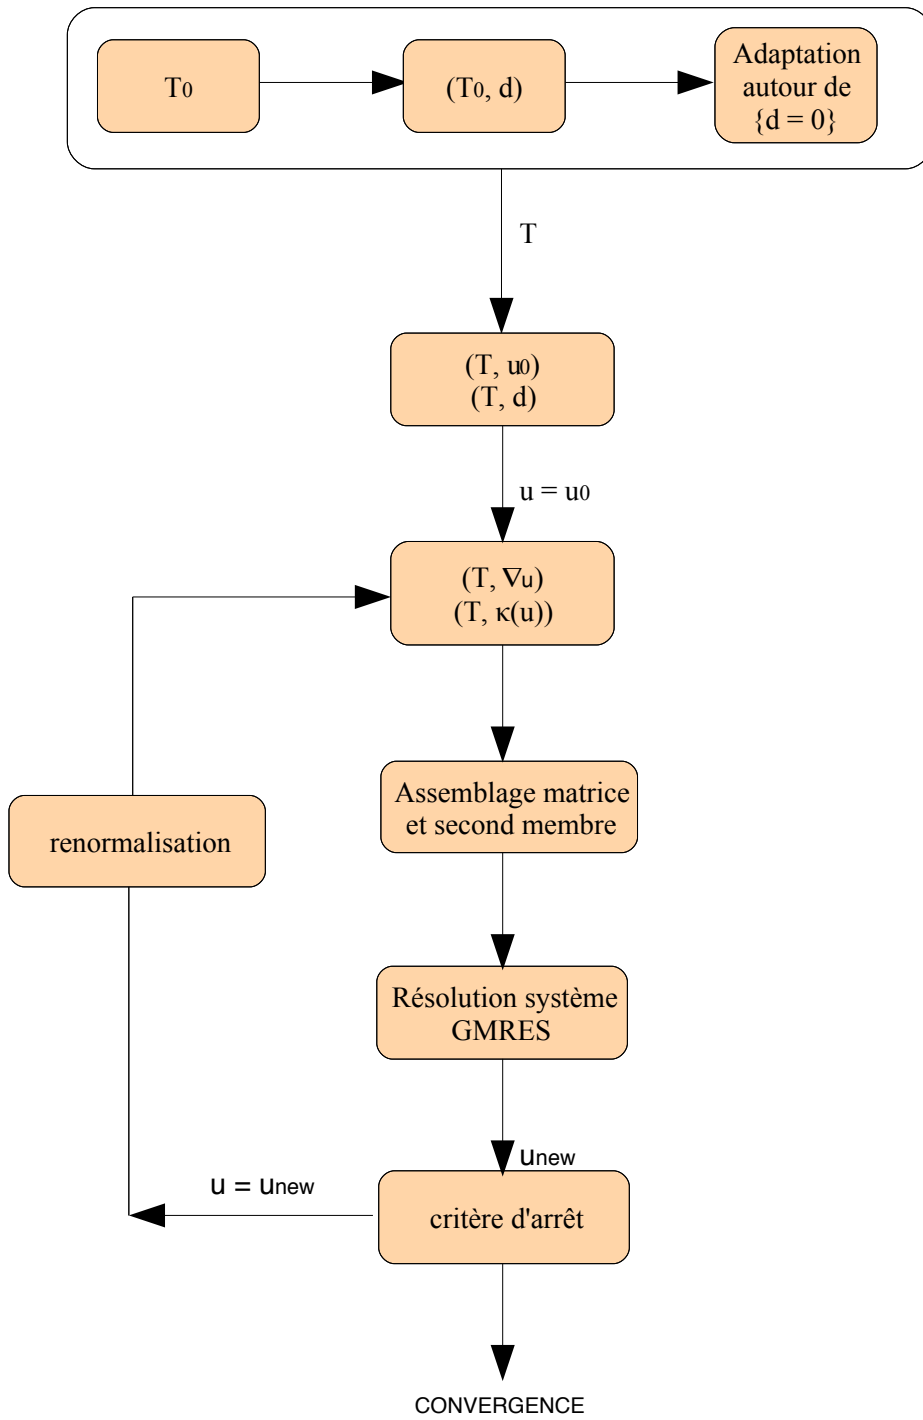 T0
(T0, d)
Adaptation
autour de
{d = 0}
T
(T, u0)
(T, d)
u = u0
(T, ∇u)
(T, κ(u))
Assemblage matrice
et second membre
renormalisation
Résolution système
GMRES
unew
u = unew
critère d'arrêt
CONVERGENCE